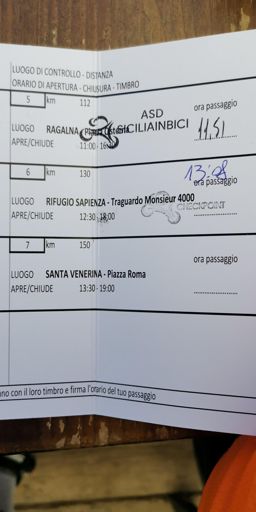 LUOGO DI CONTROLLO - DISTANZA
ORARIO DI APERTURA - CHIUSURA - TIMBRO
5 km 112
ora passaggio
ASD
SICILIAINBICI
11,51
LUOGO RAGALNA - Piazza
APRE/CHIUDE 11:00 - 16
6 km 130
13:08
ora passaggio
LUOGO RIFUGIO SAPIENZA - Traguardo Monsieur 4000
APRE/CHIUDE 12:30 - 18:00
CHECKPOINT
7 km 150
ora passaggio
LUOGO SANTA VENERINA - Piazza Roma
APRE/CHIUDE 13:30 - 19:00
no con il loro timbro e firma l'orario del tuo passaggio